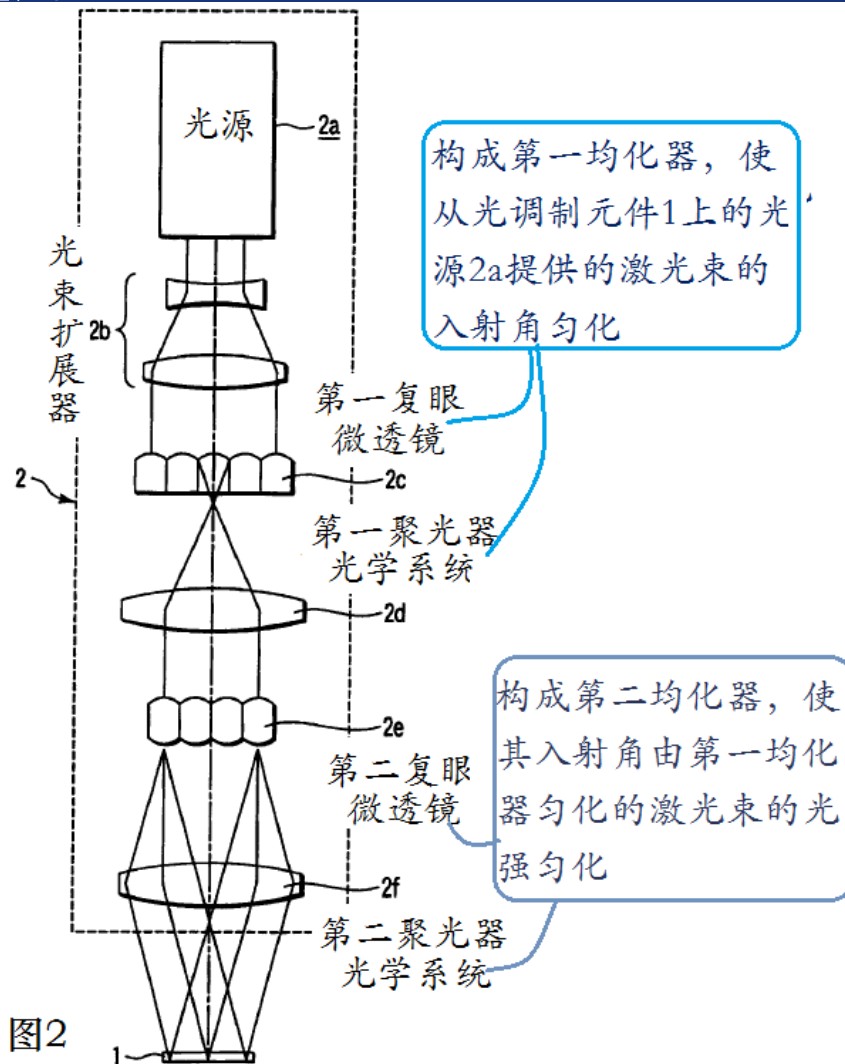 光源
2a
构成第一均化器，使
从光调制元件1上的光
源2a提供的激光束的
入射角匀化
光束扩展器
2b
第一复眼
微透镜
2
2c
第一聚光器
光学系统
2d
构成第二均化器，使
其入射角由第一均化
器匀化的激光束的光
强匀化
2e
第二复眼
微透镜
2f
第二聚光器
光学系统
图2
1